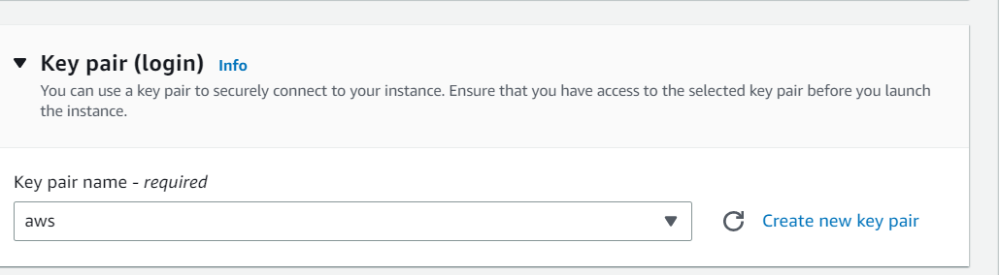 Key pair (login) Info
You can use a key pair to securely connect to your instance. Ensure that you have access to the selected key pair before you launch
the instance.
Key pair name - required
aws
Create new key pair